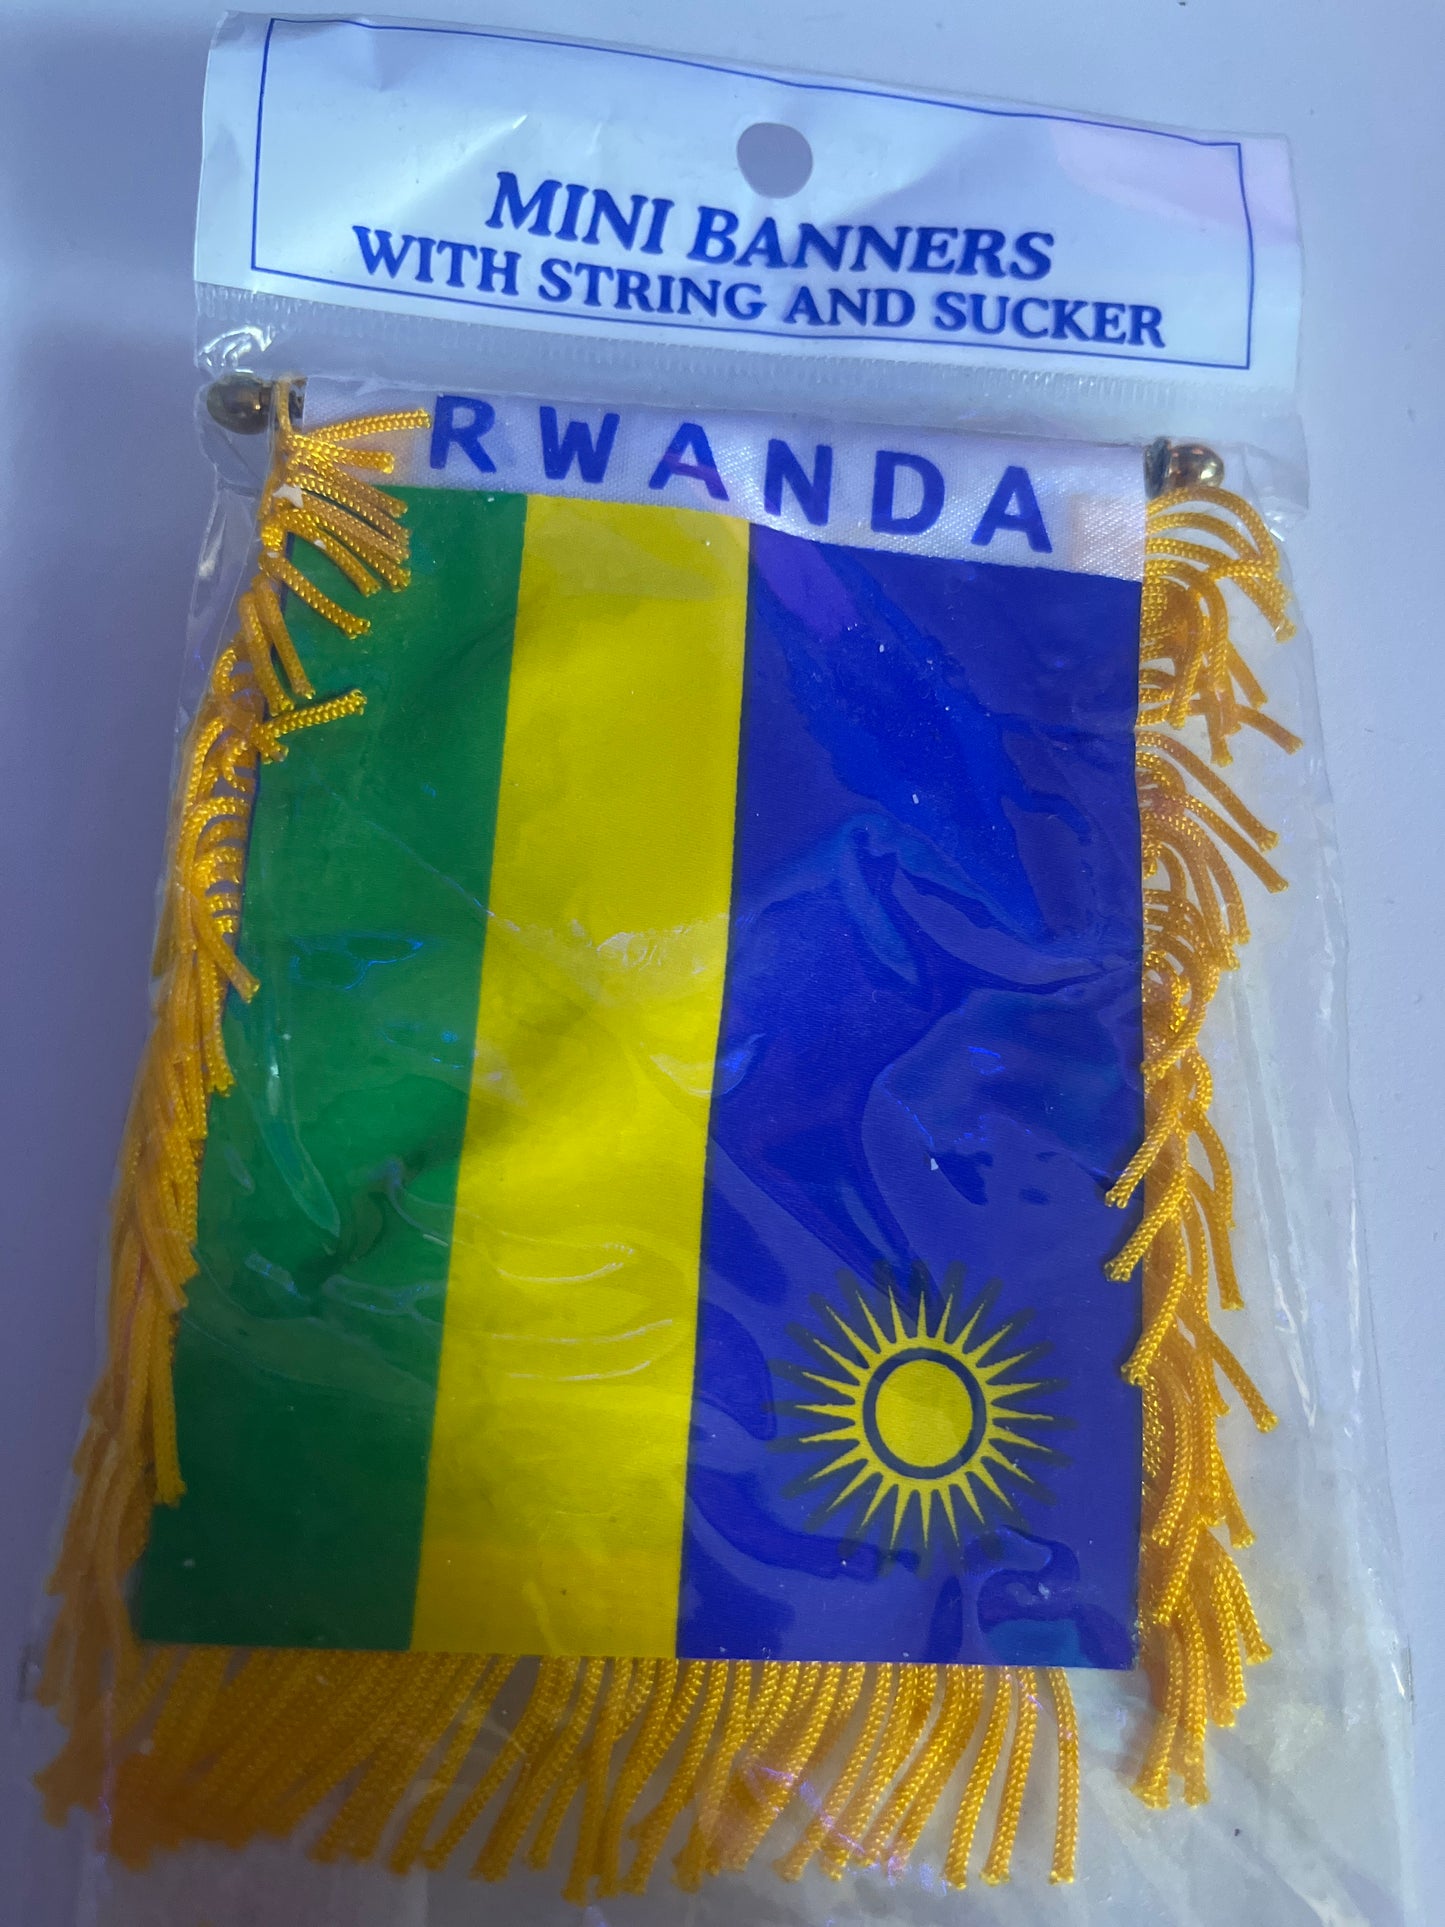 MINI BANNERS
WITH STRING AND SUCKER
RWANDA